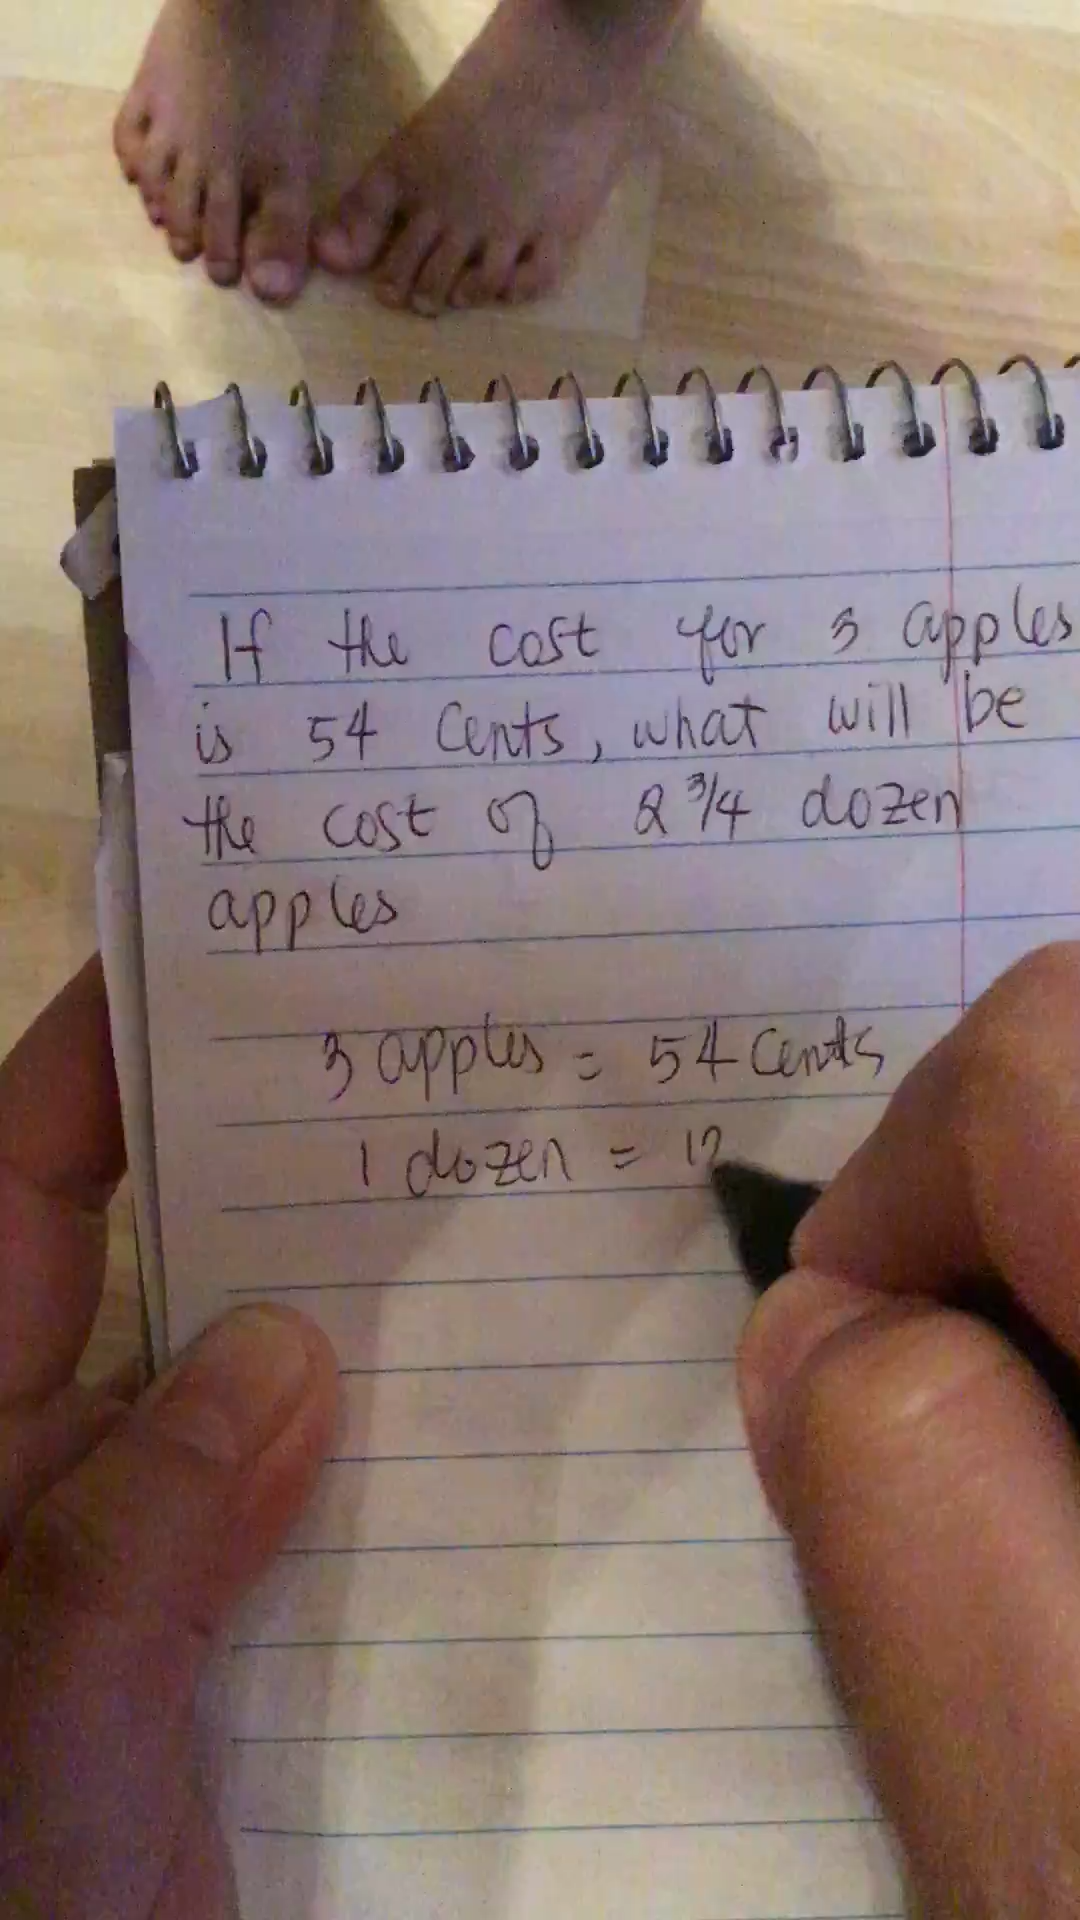 If the cost for 3 apples
is 54 Cents, what will be
the cost of 2 3/4 dozen
apples
3 apples = 54 Cents
1 dozen = 12